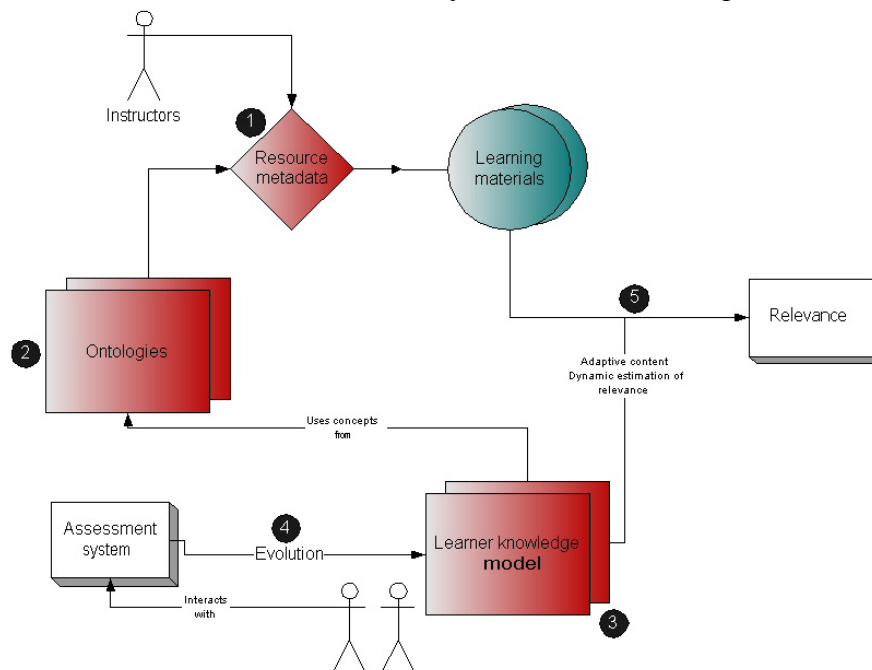 Instructors
1
Resource
metadata
Learning
materials
5
Relevance
2
Ontologies
Adaptive content
Dynamic estimation of
relevance
Uses concepts
from
Assessment
system
4
Evolution
Learner knowledge
model
Interacts
with
3